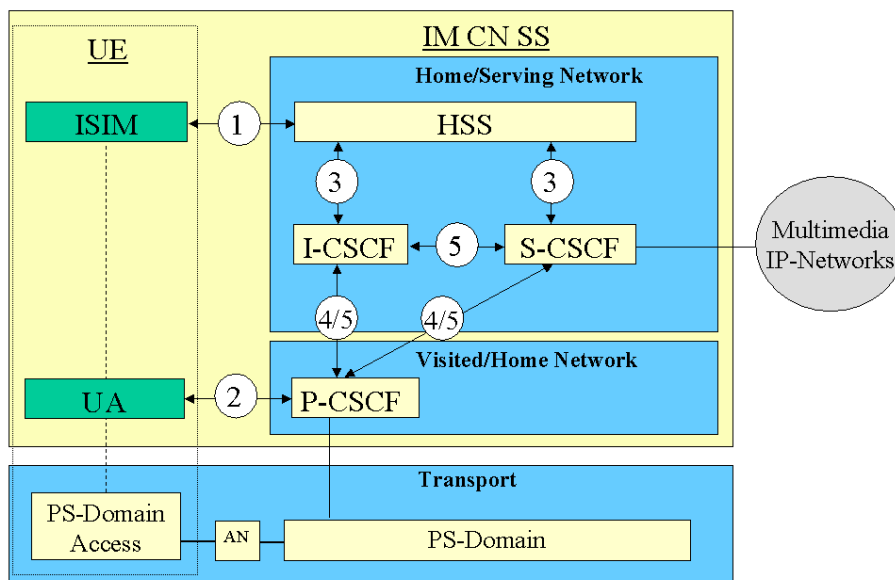 UE
IM CN SS
Home/Serving Network
ISIM
1
HSS
3
3
I-CSCF
5
S-CSCF
Multimedia
IP-Networks
4/5
4/5
Visited/Home Network
UA
2
P-CSCF
Transport
PS-Domain
Access
AN
PS-Domain